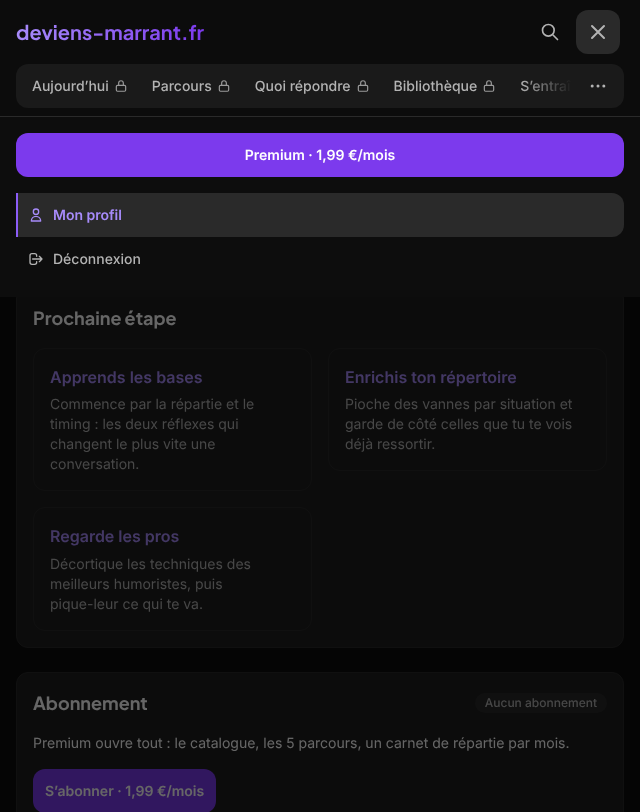 deviens-marrant.fr
Aujourd’hui Parcours Quoi répondre Bibliothèque S’entra
Premium · 1,99 €/mois
Mon profil
Déconnexion
Prochaine étape
Apprends les bases
Commence par la répartie et le
timing : les deux réflexes qui
changent le plus vite une
conversation.
Enrichis ton répertoire
Pioche des vannes par situation et
garde de côté celles que tu te vois
déjà ressortir.
Regarde les pros
Décortique les techniques des
meilleurs humoristes, puis
pique-leur ce qui te va.
Abonnement
Aucun abonnement
Premium ouvre tout : le catalogue, les 5 parcours, un carnet de répartie par mois.
S’abonner · 1,99 €/mois